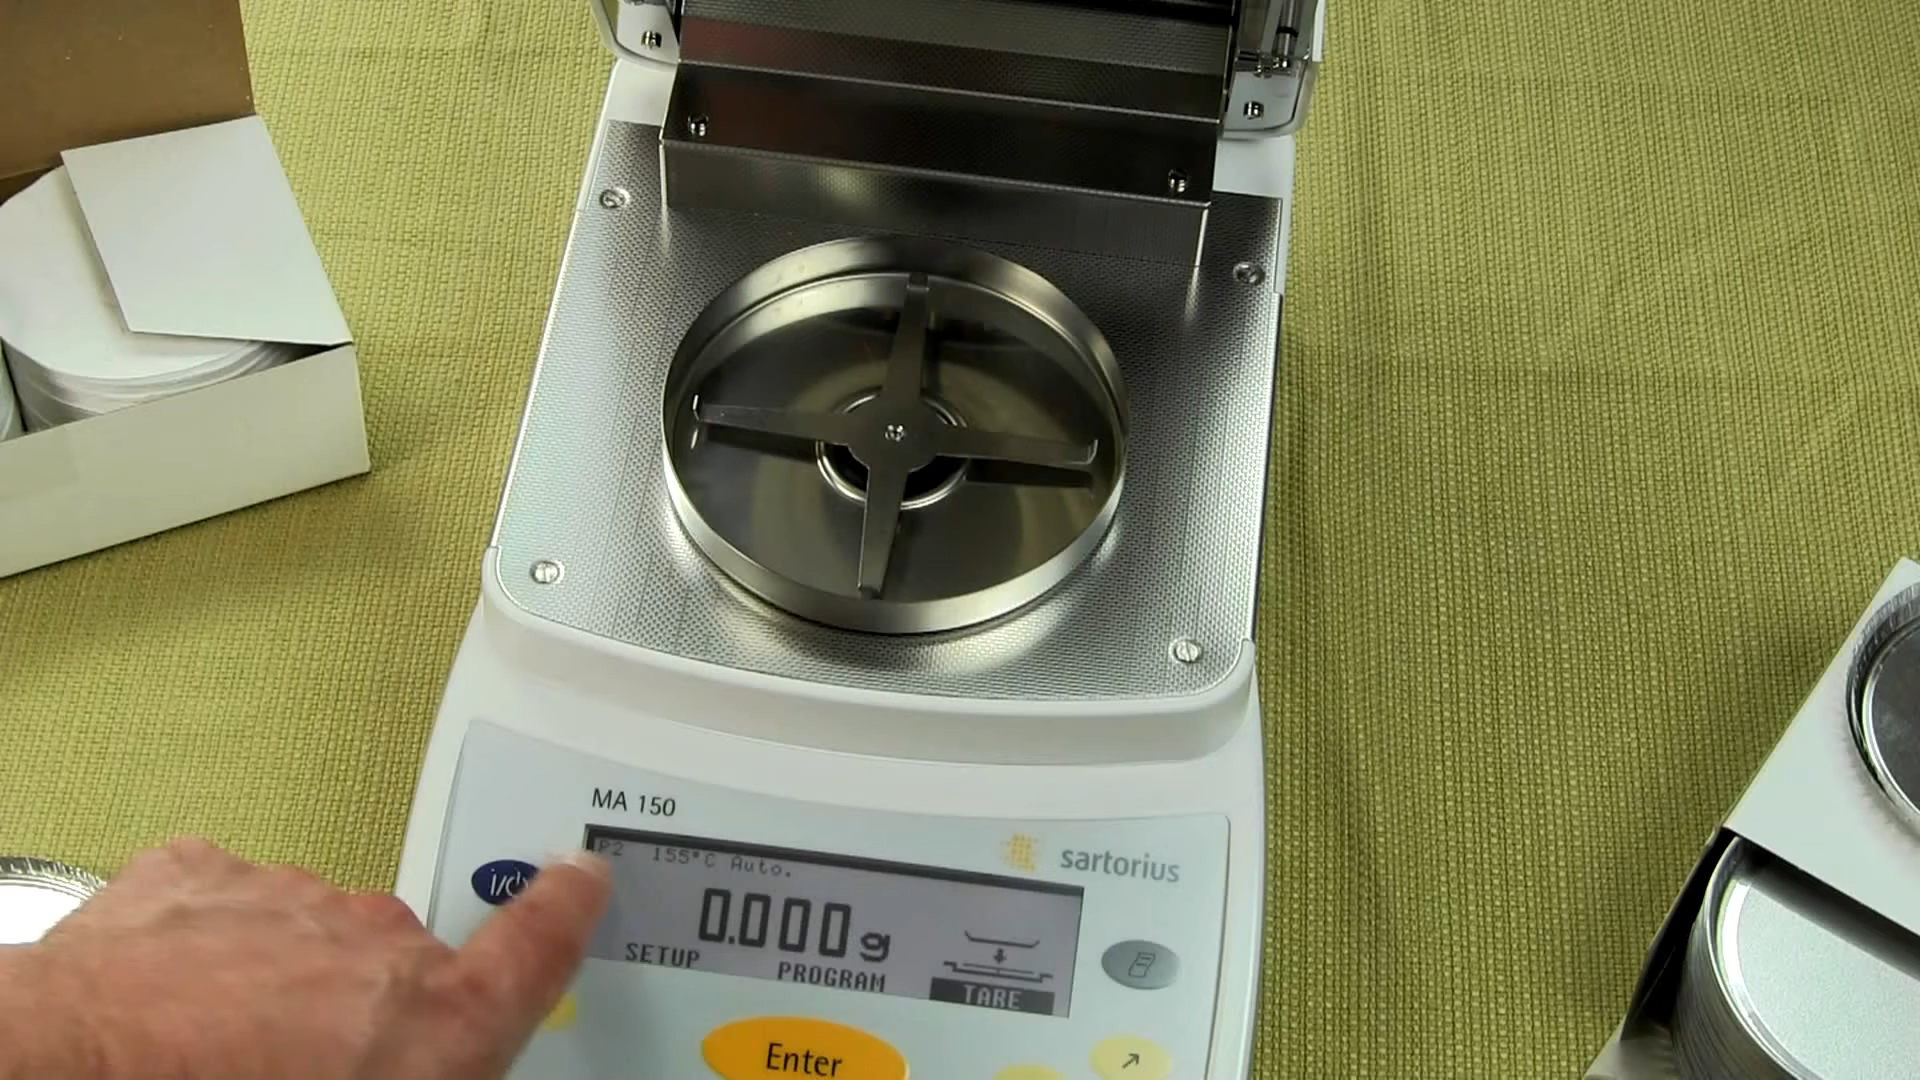 MA 150
sartorius
I/⏻
P2 155°C Auto.
0.000 g
SETUP PROGRAM TARE
Enter